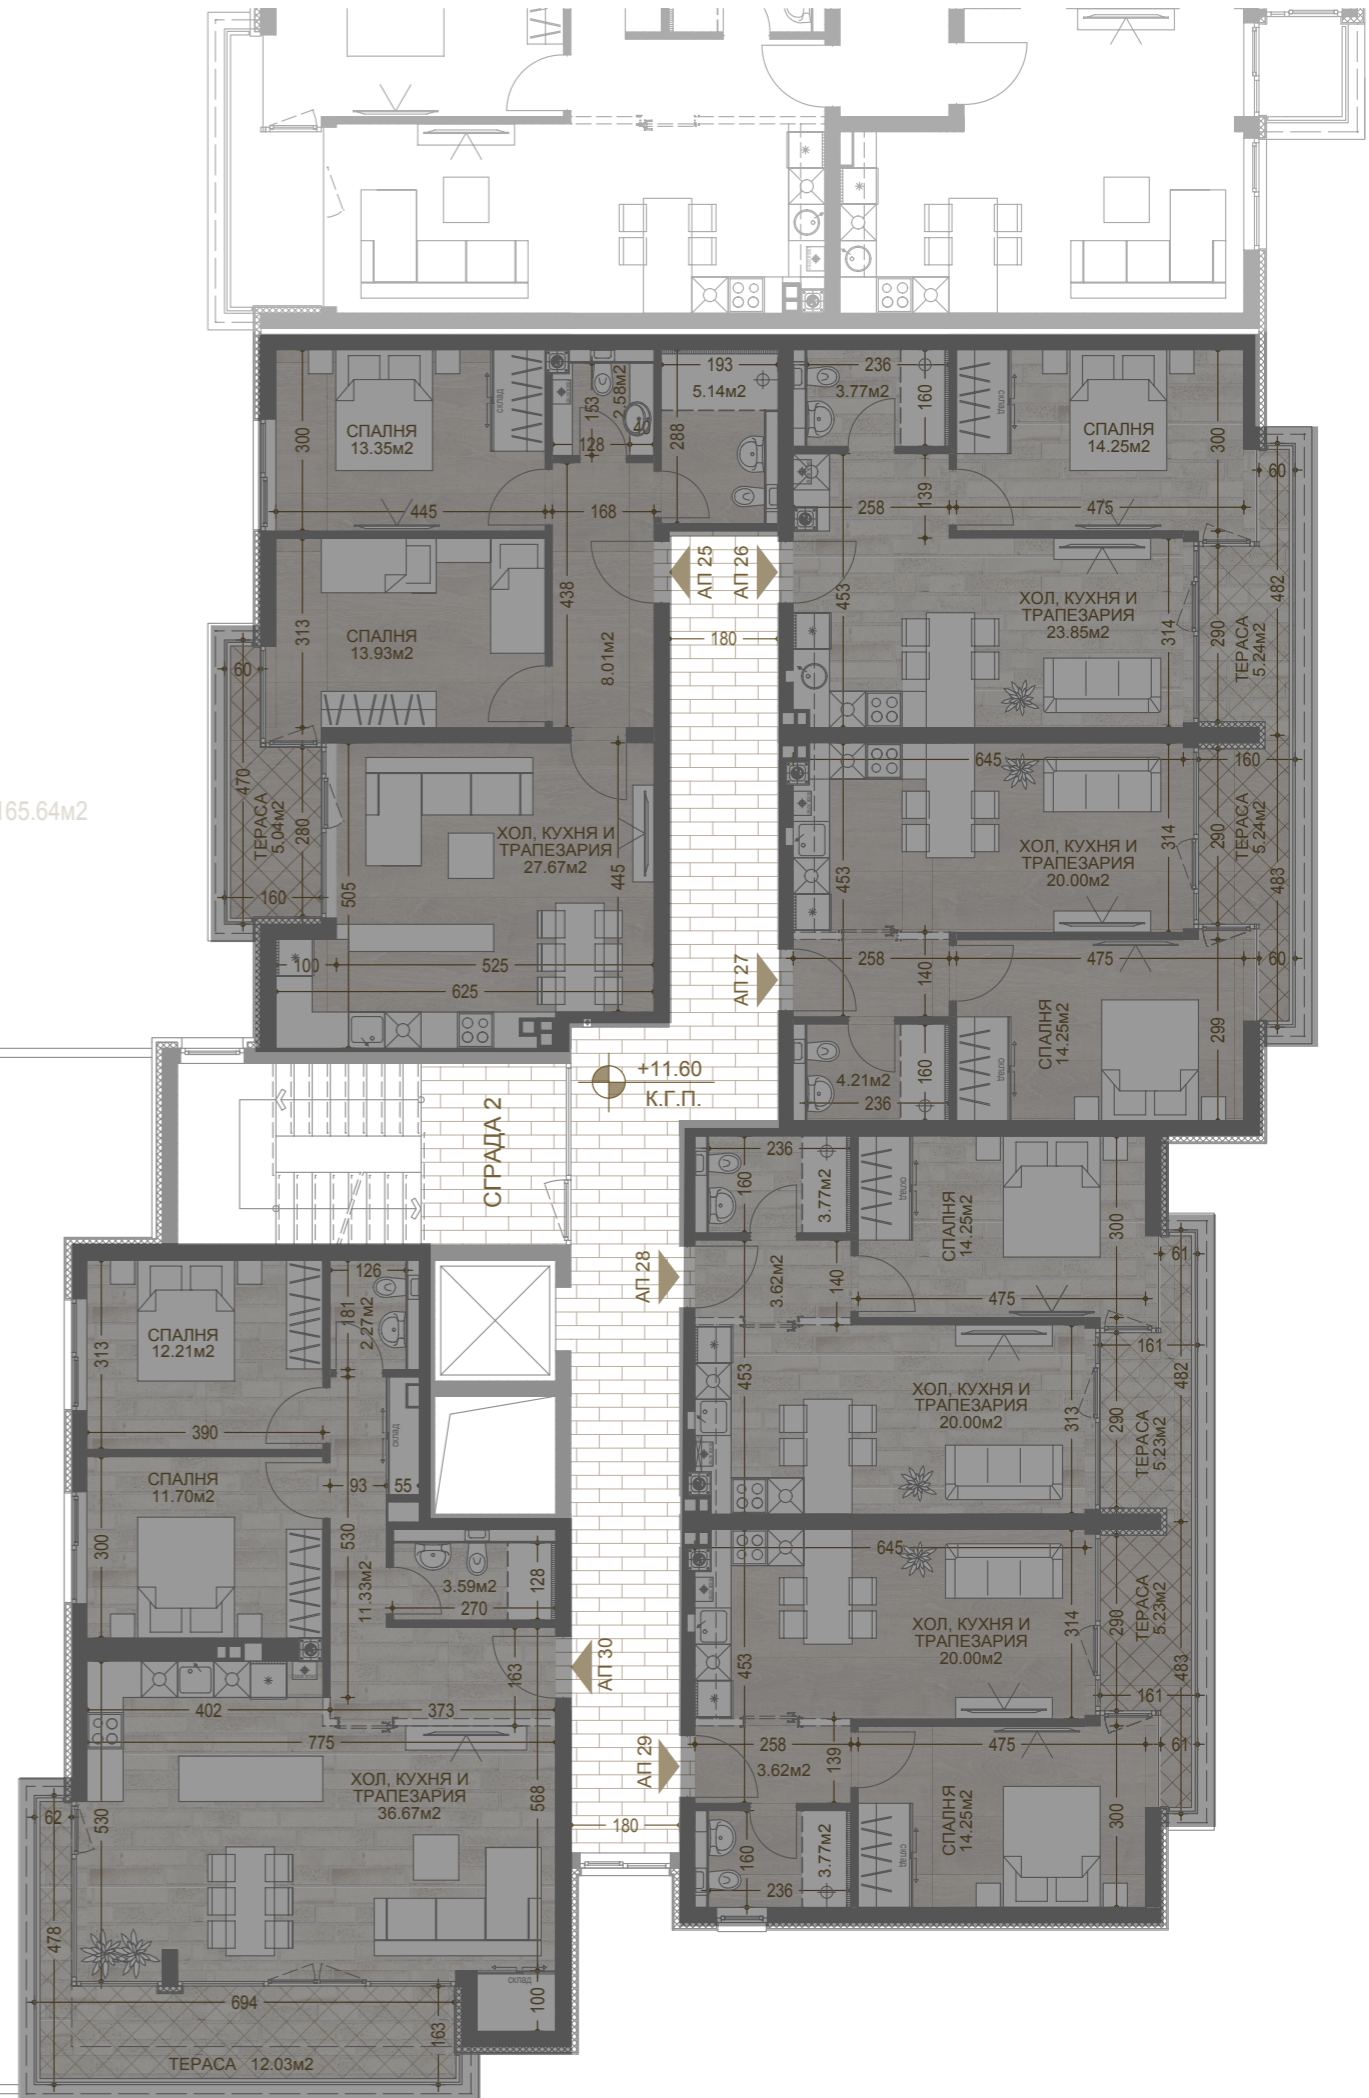 193
5.14м2
153
2.58м2
236
3.77м2
160
СПАЛНЯ
13.35м2
склад
300
128
40
288
СПАЛНЯ
14.25м2
склад
300
60
445
168
139
258
475
АП 25
АП 26
438
453
482
313
СПАЛНЯ
13.93м2
8.01м2
180
ХОЛ, КУХНЯ И
ТРАПЕЗАРИЯ
23.85м2
314
290
ТЕРАСА
5.24м2
60
470
ТЕРАСА
5.04м2
280
165.64м2
645
160
ХОЛ, КУХНЯ И
ТРАПЕЗАРИЯ
27.67м2
445
505
160
453
ХОЛ, КУХНЯ И
ТРАПЕЗАРИЯ
20.00м2
314
290
ТЕРАСА
5.24м2
483
100
525
625
АП 27
258
140
475
60
СПАЛНЯ
14.25м2
склад
299
+11.60
К.Г.П.
4.21м2
160
236
СГРАДА 2
236
160
3.77м2
склад
СПАЛНЯ
14.25м2
300
61
АП 28
3.62м2
140
475
126
181
2.27м2
СПАЛНЯ
12.21м2
313
390
161
453
482
ХОЛ, КУХНЯ И
ТРАПЕЗАРИЯ
20.00м2
313
290
ТЕРАСА
5.23м2
склад
СПАЛНЯ
11.70м2
93
55
300
530
11.33м2
3.59м2
128
270
645
ХОЛ, КУХНЯ И
ТРАПЕЗАРИЯ
20.00м2
314
290
ТЕРАСА
5.23м2
453
483
163
АП 30
161
402
373
775
258
3.62м2
139
475
61
АП 29
ХОЛ, КУХНЯ И
ТРАПЕЗАРИЯ
36.67м2
568
62
530
180
160
3.77м2
236
склад
СПАЛНЯ
14.25м2
300
478
склад
100
694
163
ТЕРАСА 12.03м2